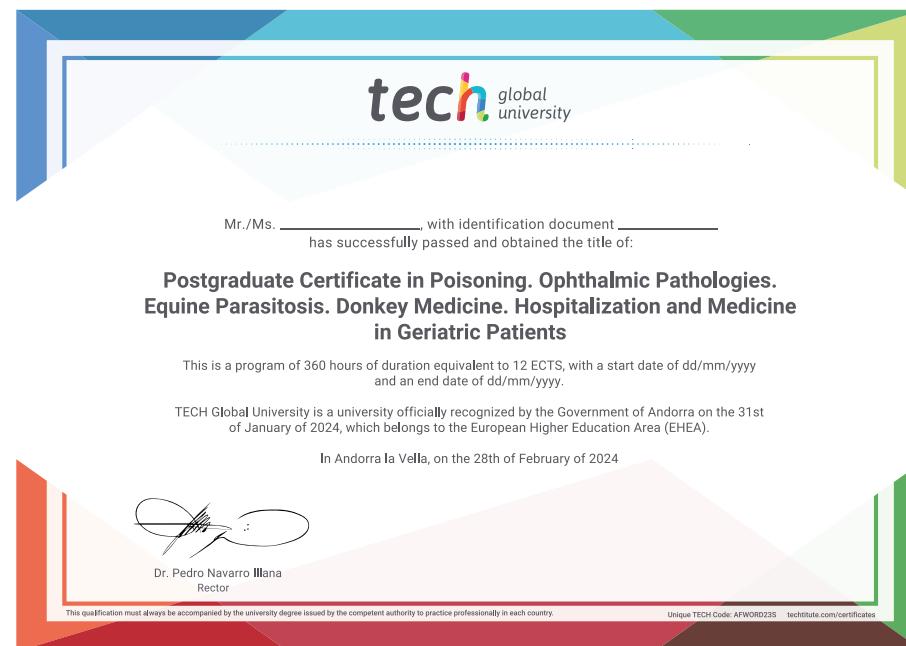 tech global university
Mr./Ms. ____________________, with identification document ______________
has successfully passed and obtained the title of:
Postgraduate Certificate in Poisoning. Ophthalmic Pathologies.
Equine Parasitosis. Donkey Medicine. Hospitalization and Medicine
in Geriatric Patients
This is a program of 360 hours of duration equivalent to 12 ECTS, with a start date of dd/mm/yyyy
and an end date of dd/mm/yyyy.
TECH Global University is a university officially recognized by the Government of Andorra on the 31st
of January of 2024, which belongs to the European Higher Education Area (EHEA).
In Andorra la Vella, on the 28th of February of 2024
Dr. Pedro Navarro Illana
Rector
This qualification must always be accompanied by the university degree issued by the competent authority to practice professionally in each country.
Unique TECH Code: AFWORD23S techtitute.com/certificates